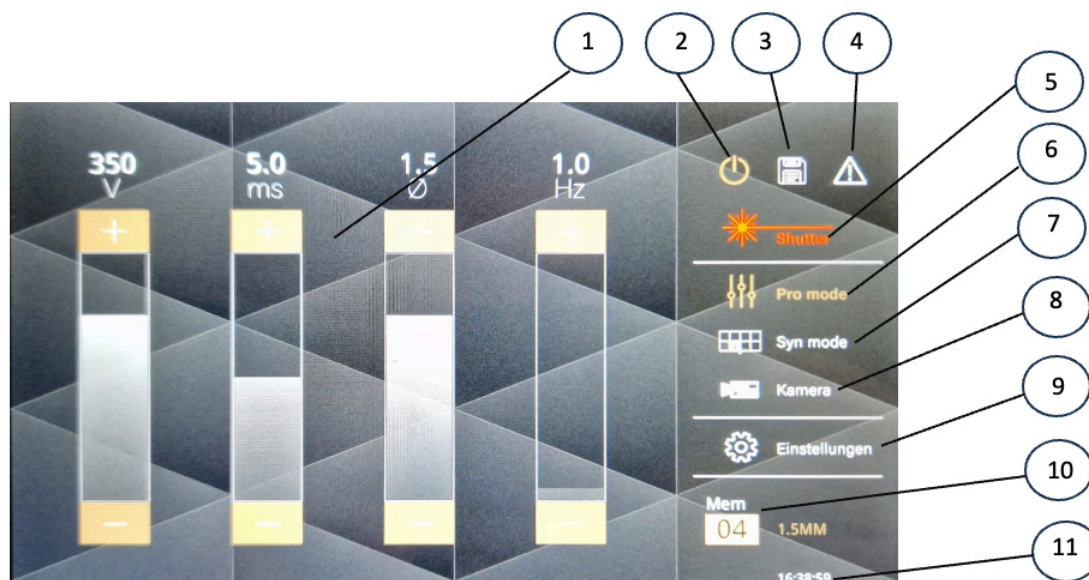 1
2
3
4
5
6
7
8
9
10
11
350
V
5.0
ms
1.5
Ø
1.0
Hz
+
+
+
+
-
-
-
-
Shutter
Pro mode
Syn mode
Kamera
Einstellungen
Mem
04
1.5MM
16:38:59